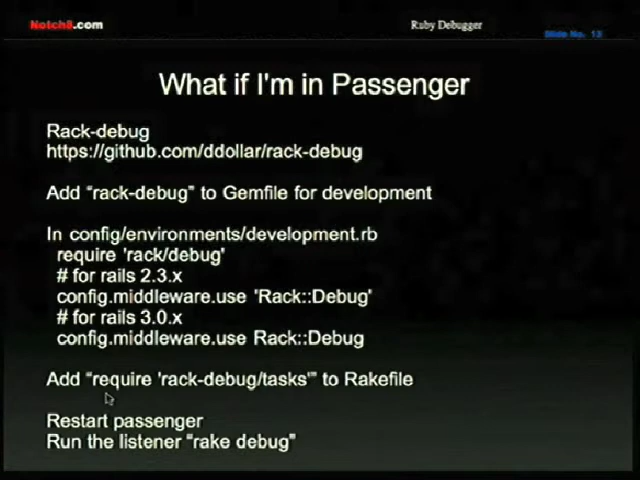 Notch8.com
Ruby Debugger
Slide No. 13
What if I'm in Passenger
Rack-debug
https://github.com/ddollar/rack-debug
Add “rack-debug” to Gemfile for development
In config/environments/development.rb
require 'rack/debug'
# for rails 2.3.x
config.middleware.use 'Rack::Debug'
# for rails 3.0.x
config.middleware.use Rack::Debug
Add “require 'rack-debug/tasks'” to Rakefile
Restart passenger
Run the listener “rake debug”